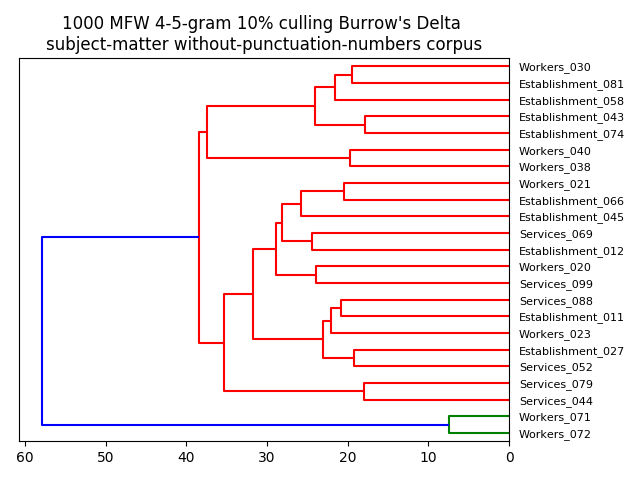 1000 MFW 4-5-gram 10% culling Burrow's Delta
subject-matter without-punctuation-numbers corpus
Workers_030
Establishment_081
Establishment_058
Establishment_043
Establishment_074
Workers_040
Workers_038
Workers_021
Establishment_066
Establishment_045
Services_069
Establishment_012
Workers_020
Services_099
Services_088
Establishment_011
Workers_023
Establishment_027
Services_052
Services_079
Services_044
Workers_071
Workers_072
60 50 40 30 20 10 0